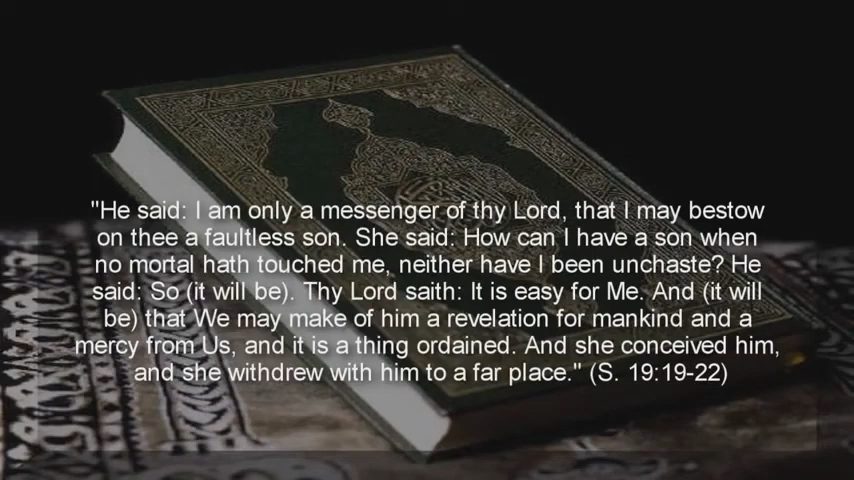 "He said: I am only a messenger of thy Lord, that I may bestow
on thee a faultless son. She said: How can I have a son when
no mortal hath touched me, neither have I been unchaste? He
said: So (it will be). Thy Lord saith: It is easy for Me. And (it will
be) that We may make of him a revelation for mankind and a
mercy from Us, and it is a thing ordained. And she conceived him,
and she withdrew with him to a far place." (S. 19:19-22)